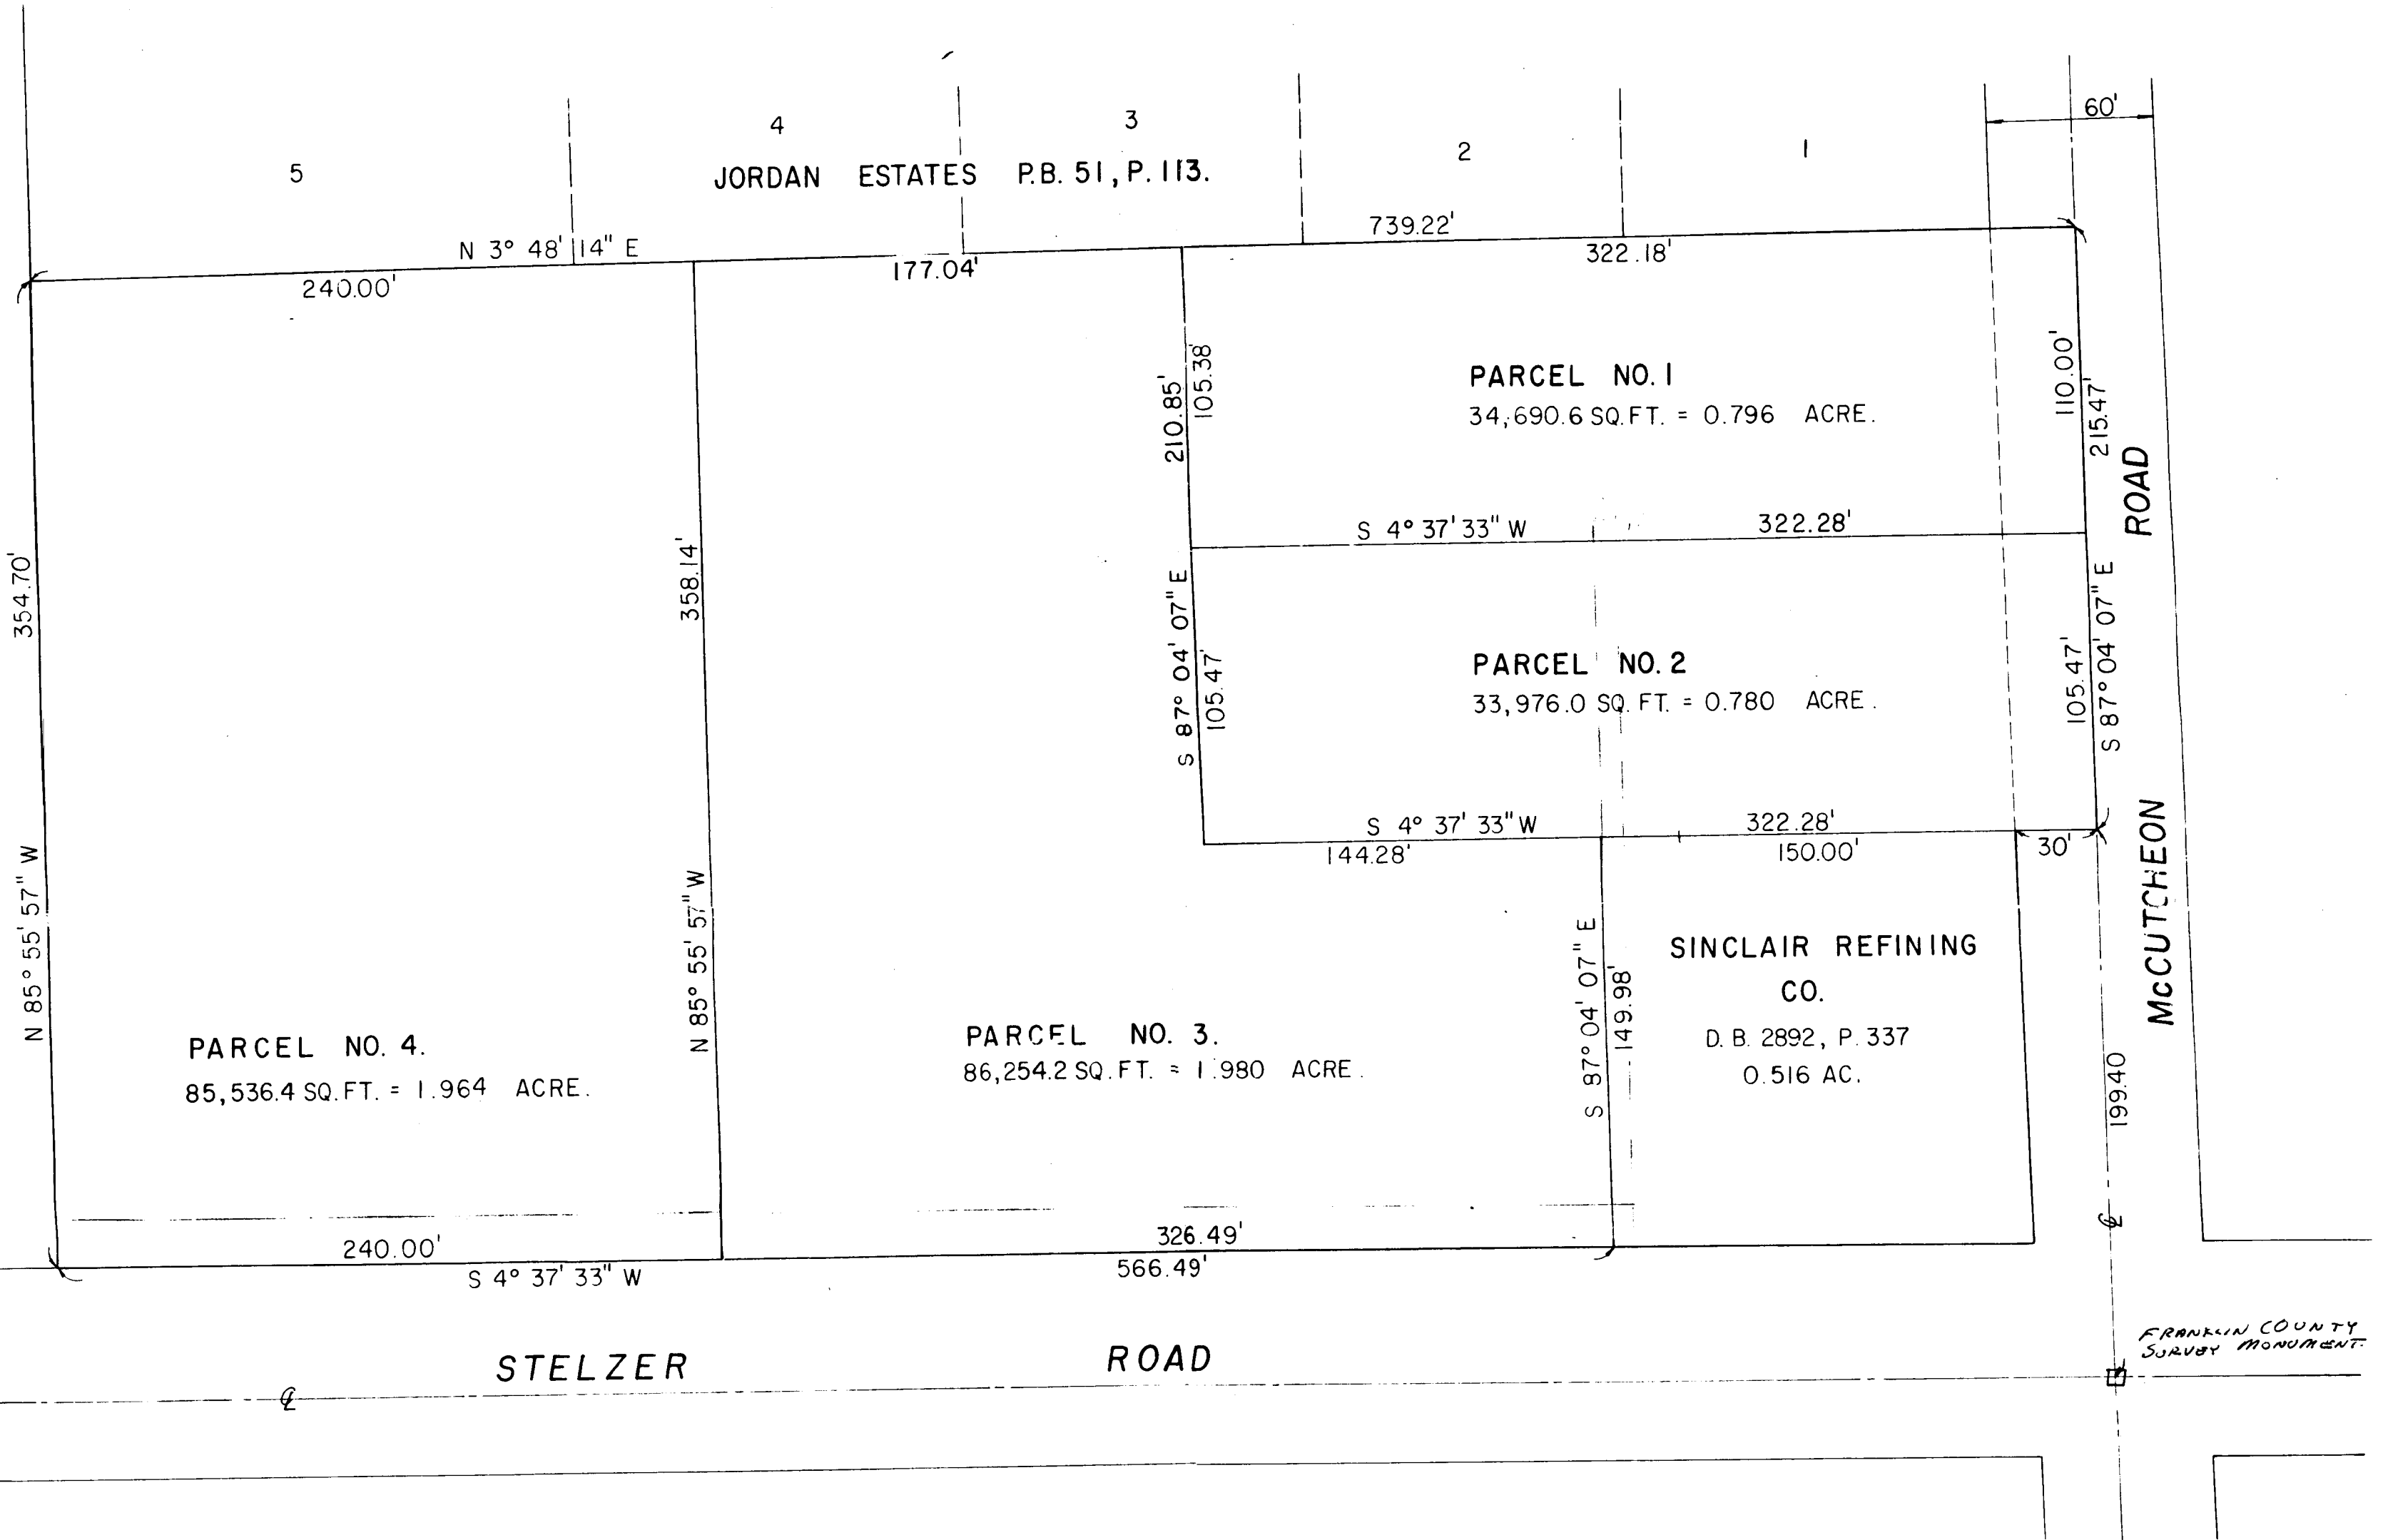 60'
4
3
2
1
5
JORDAN ESTATES P.B. 51, P. 113.
739.22'
N 3° 48' 14" E
322.18'
177.04'
240.00'
105.38'
210.85'
110.00'
215.47'
PARCEL NO. 1
34,690.6 SQ. FT. = 0.796 ACRE.
S 4° 37' 33" W
322.28'
354.70'
358.14'
S 87° 04' 07" E
105.47'
PARCEL NO. 2
33,976.0 SQ. FT. = 0.780 ACRE.
105.47'
S 87° 04' 07" E
McCUTCHEON ROAD
S 4° 37' 33" W
322.28'
144.28'
150.00'
30'
N 85° 55' 57" W
N 85° 55' 57" W
S 87° 04' 07" E
149.98'
SINCLAIR REFINING
CO.
D. B. 2892, P. 337
0.516 AC.
199.40
PARCEL NO. 4.
85,536.4 SQ. FT. = 1.964 ACRE.
PARCEL NO. 3.
86,254.2 SQ. FT. = 1.980 ACRE.
℄
240.00'
326.49'
S 4° 37' 33" W
566.49'
FRANKLIN COUNTY
SURVEY MONUMENT.
STELZER ROAD
℄